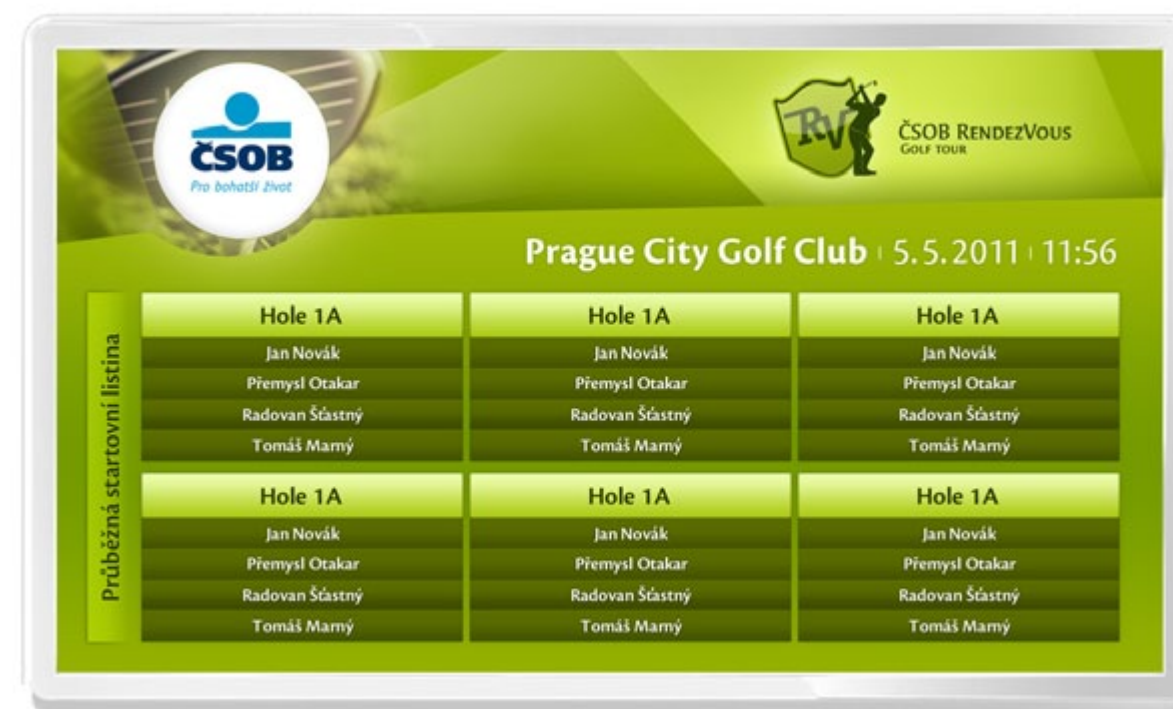 ČSOB
Pro bohatší život
RV
ČSOB RendezVous
Golf tour
Prague City Golf Club | 5.5.2011 | 11:56
Průběžná startovní listina
Hole 1A Hole 1A Hole 1A
Jan Novák Jan Novák Jan Novák
Přemysl Otakar Přemysl Otakar Přemysl Otakar
Radovan Šťastný Radovan Šťastný Radovan Šťastný
Tomáš Marný Tomáš Marný Tomáš Marný
Hole 1A Hole 1A Hole 1A
Jan Novák Jan Novák Jan Novák
Přemysl Otakar Přemysl Otakar Přemysl Otakar
Radovan Šťastný Radovan Šťastný Radovan Šťastný
Tomáš Marný Tomáš Marný Tomáš Marný